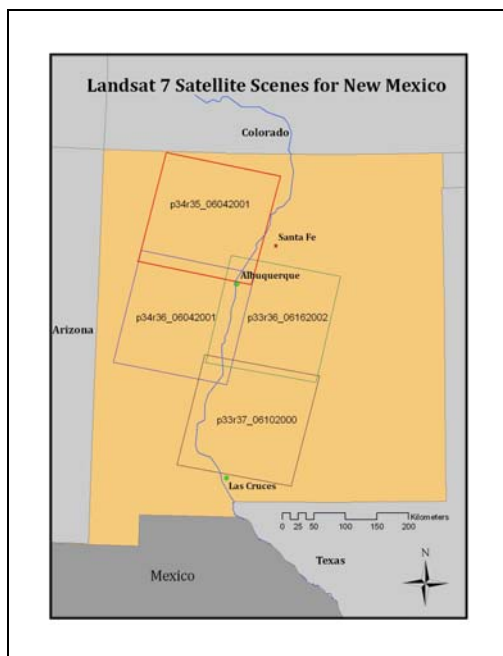 Landsat 7 Satellite Scenes for New Mexico
Colorado
p34r35_06042001
Santa Fe
Albuquerque
p34r36_06042001
p33r36_06162002
Arizona
p33r37_06102000
Las Cruces
Kilometers
0 25 50 100 150 200
Texas
N
Mexico